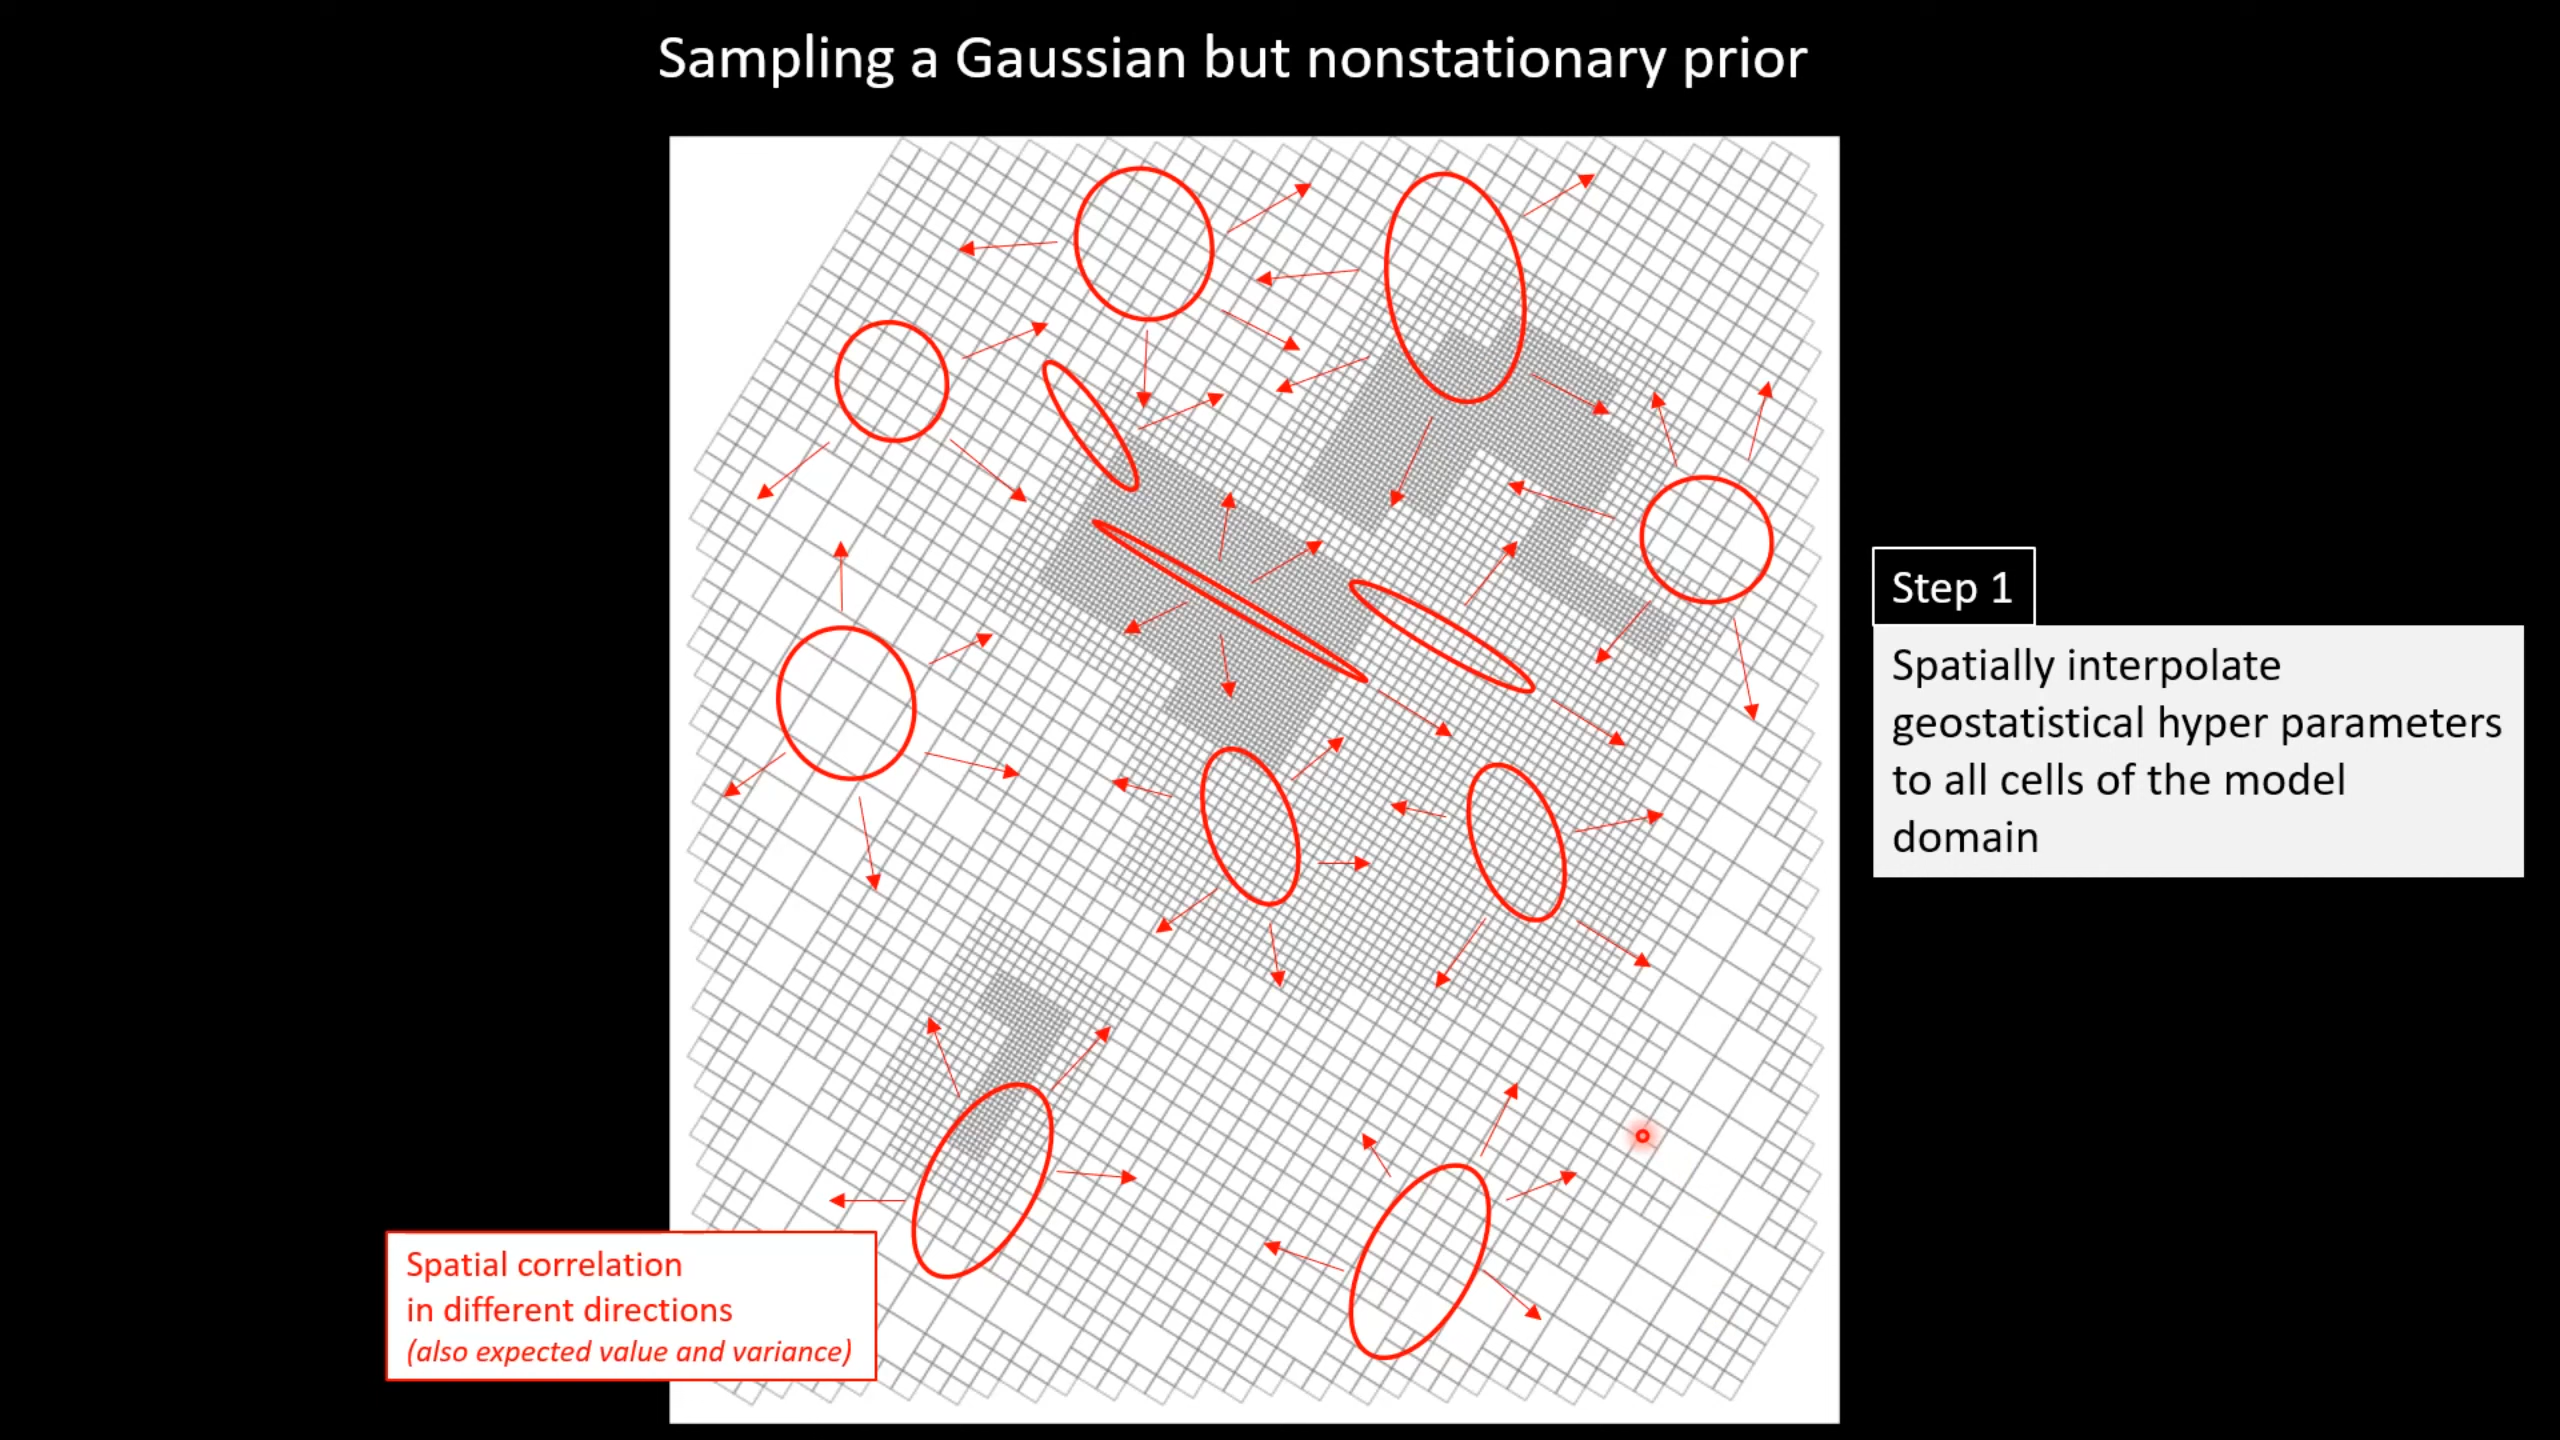 Sampling a Gaussian but nonstationary prior
Step 1
Spatially interpolate
geostatistical hyper parameters
to all cells of the model
domain
Spatial correlation
in different directions
(also expected value and variance)